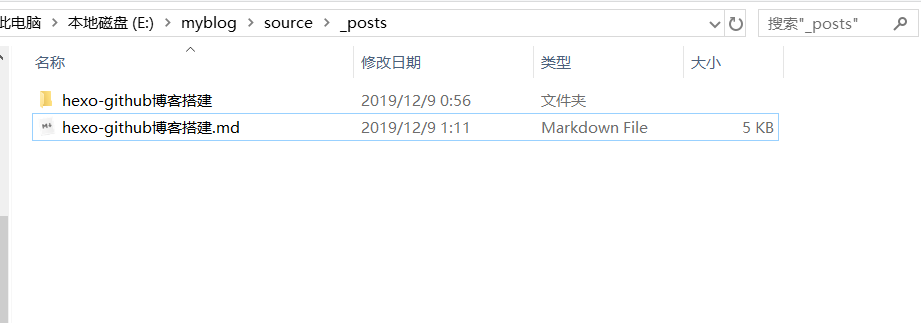 此电脑 > 本地磁盘 (E:) > myblog > source > _posts 搜索"_posts"
名称 修改日期 类型 大小
hexo-github博客搭建 2019/12/9 0:56 文件夹
hexo-github博客搭建.md 2019/12/9 1:11 Markdown File 5 KB